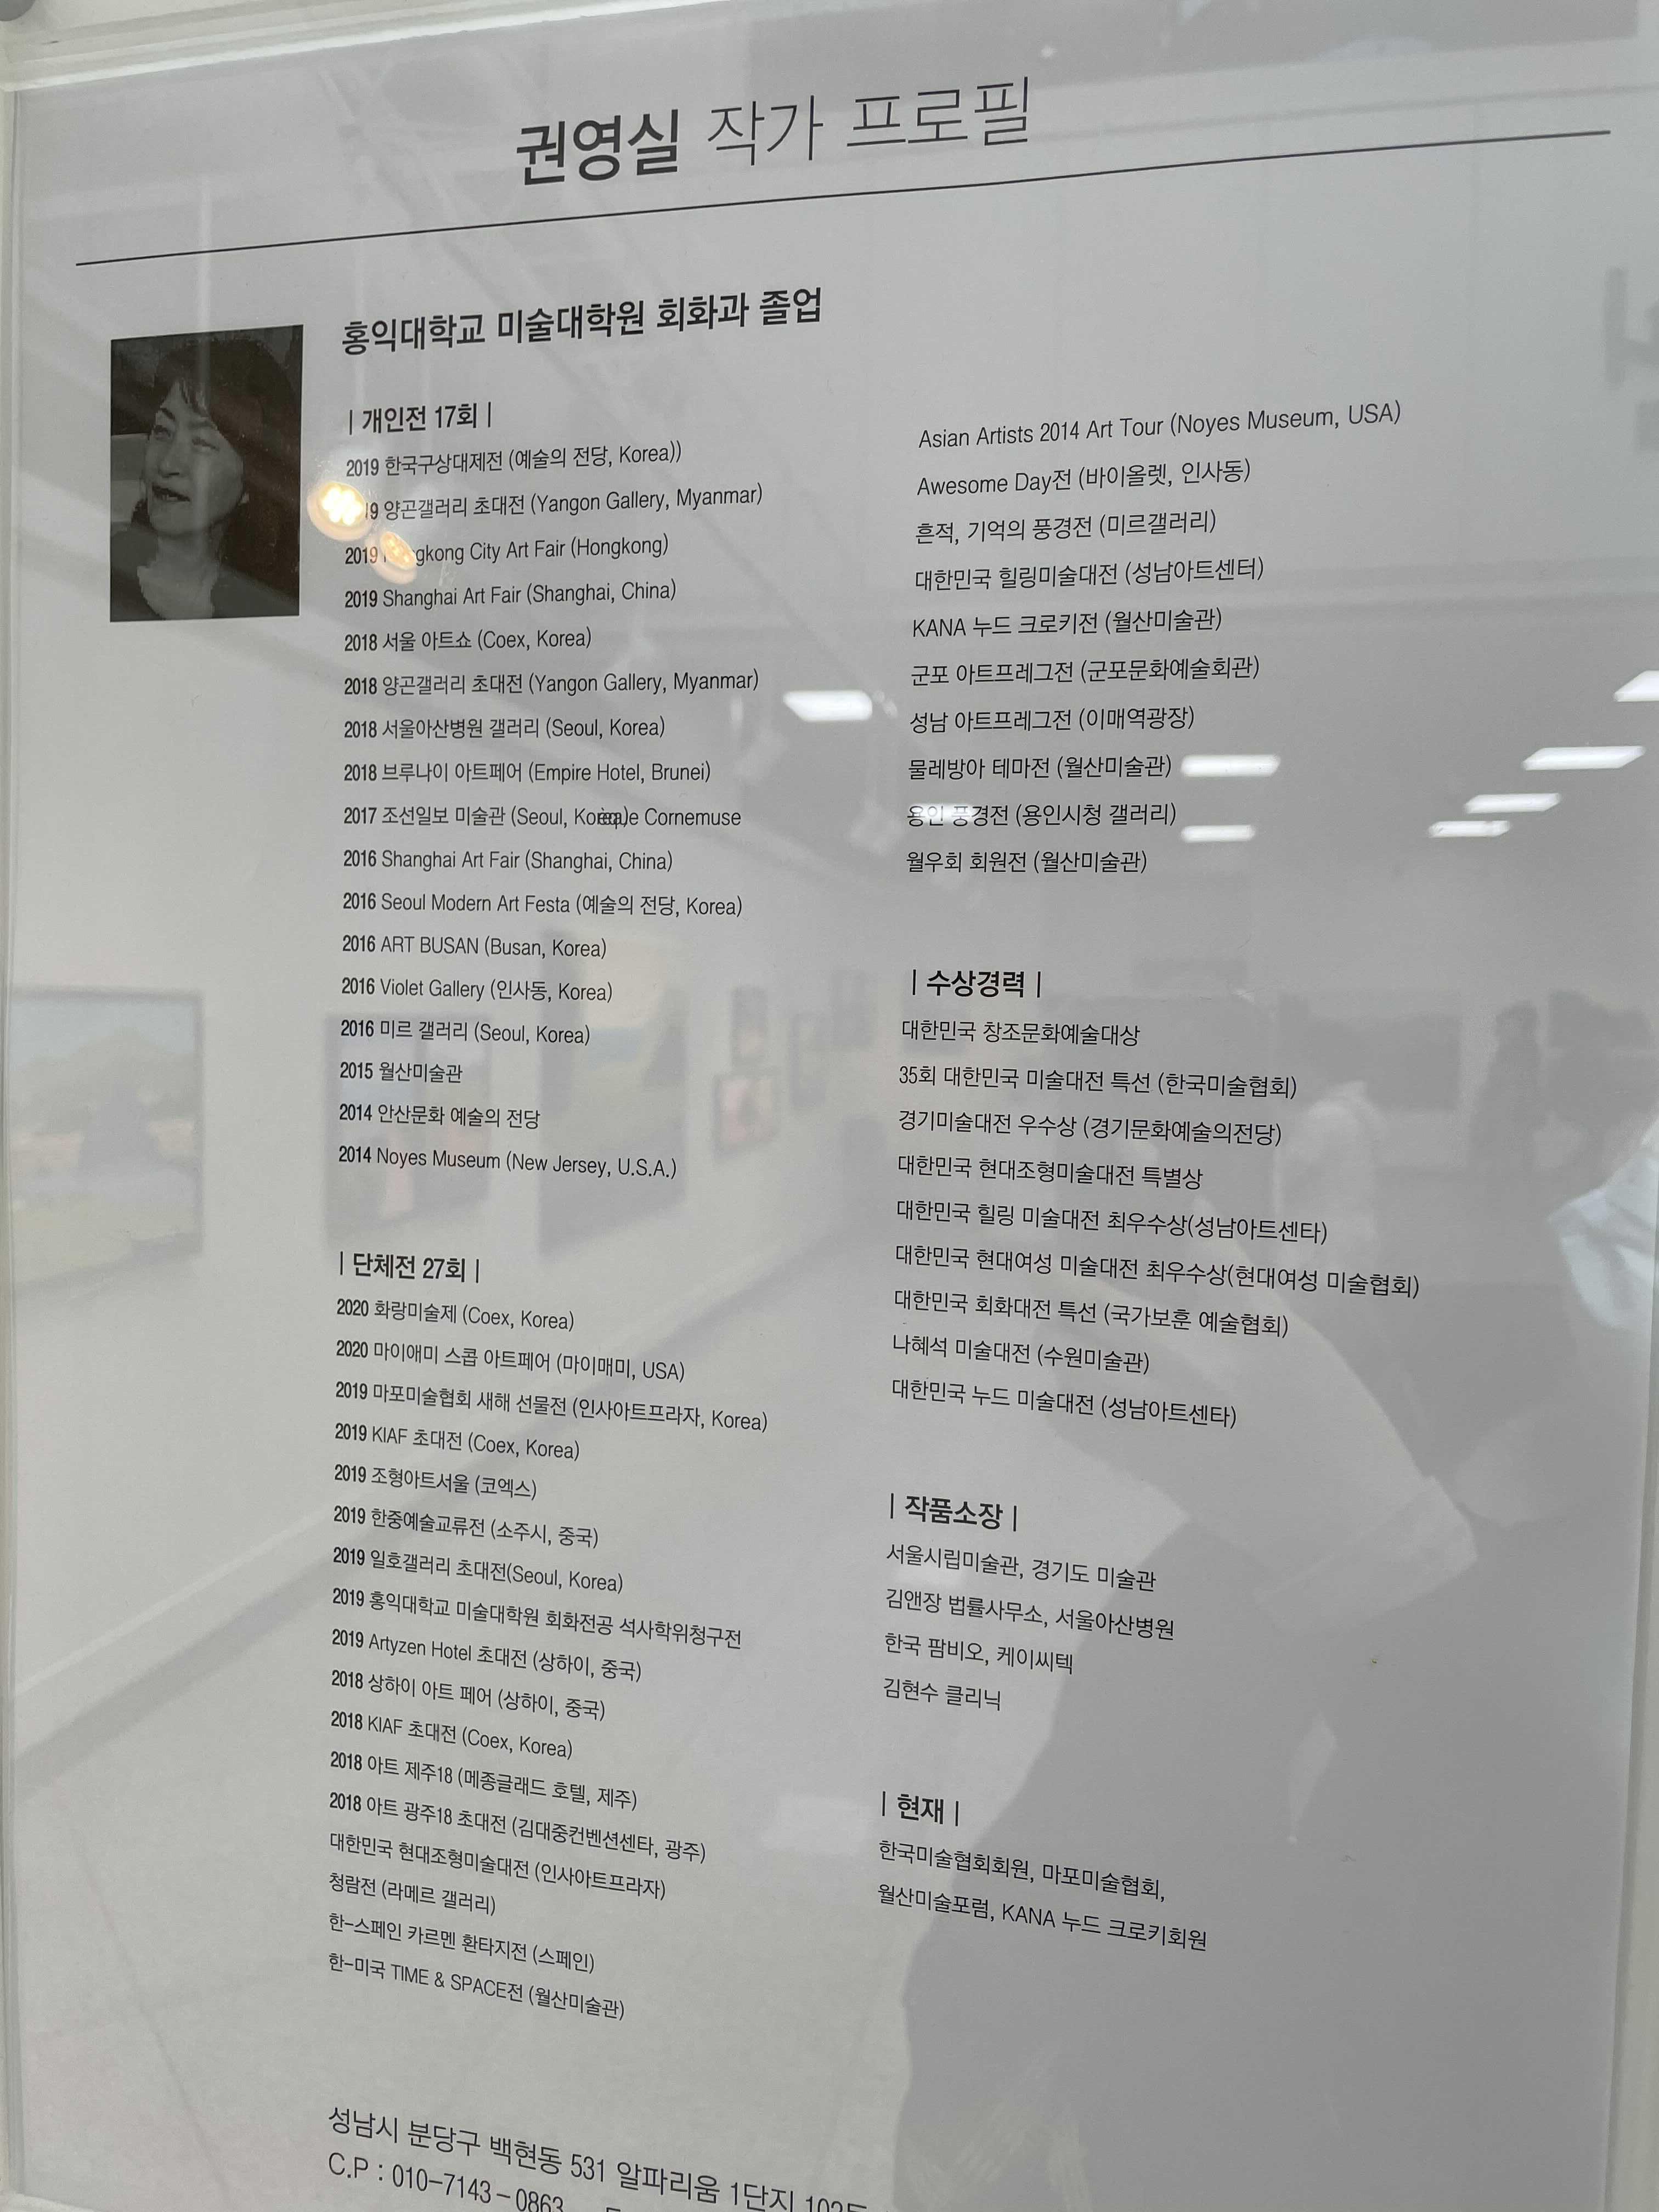 권영실 작가 프로필
홍익대학교 미술대학원 회화과 졸업
| 개인전 17회 |
2019 한국구상대제전 (예술의 전당, Korea))
양곤갤러리 초대전 (Yangon Gallery, Myanmar)
2019 City Art Fair (Hongkong)
2019 Shanghai Art Fair (Shanghai, China)
2018 서울 아트쇼 (Coex, Korea)
2018 양곤갤러리 초대전 (Yangon Gallery, Myanmar)
2018 서울아산병원 갤러리 (Seoul, Korea)
2018 브루나이 아트페어 (Empire Hotel, Brunei)
2017 조선일보 미술관 (Seoul, Cornemuse
2016 Shanghai Art Fair (Shanghai, China)
2016 Seoul Modern Art Festa (예술의 전당, Korea)
2016 ART BUSAN (Busan, Korea)
2016 Violet Gallery (인사동, Korea)
2016 미르 갤러리 (Seoul, Korea)
2015 월산미술관
2014 안산문화 예술의 전당
2014 Noyes Museum (New Jersey, U.S.A.)
| 단체전 27회 |
2020 화랑미술제 (Coex, Korea)
2020 마이애미 스콥 아트페어 (마이매미, USA)
2019 마포미술협회 새해 선물전 (인사아트프라자, Korea)
2019 KIAF 초대전 (Coex, Korea)
2019 조형아트서울 (코엑스)
2019 한중예술교류전 (소주시, 중국)
2019 일호갤러리 초대전(Seoul, Korea)
2019 홍익대학교 미술대학원 회화전공 석사학위청구전
2019 Artyzen Hotel 초대전 (상하이, 중국)
2018 상하이 아트 페어 (상하이, 중국)
2018 KIAF 초대전 (Coex, Korea)
2018 아트 제주18 (메종글래드 호텔, 제주)
2018 아트 광주18 초대전 (김대중컨벤션센타, 광주)
대한민국 현대조형미술대전 (인사아트프라자)
청람전 (라메르 갤러리)
한-스페인 카르멘 환타지전 (스페인)
한-미국 TIME & SPACE전 (월산미술관)
Asian Artists 2014 Art Tour (Noyes Museum, USA)
Awesome Day전 (바이올렛, 인사동)
흔적, 기억의 풍경전 (미르갤러리)
대한민국 힐링미술대전 (성남아트센터)
KANA 누드 크로키전 (월산미술관)
군포 아트프레그전 (군포문화예술회관)
성남 아트프레그전 (이매역광장)
물레방아 테마전 (월산미술관)
용인 풍경전 (용인시청 갤러리)
월우회 회원전 (월산미술관)
| 수상경력 |
대한민국 창조문화예술대상
35회 대한민국 미술대전 특선 (한국미술협회)
경기미술대전 우수상 (경기문화예술의전당)
대한민국 현대조형미술대전 특별상
대한민국 힐링 미술대전 최우수상(성남아트센타)
대한민국 현대여성 미술대전 최우수상(현대여성 미술협회)
대한민국 회화대전 특선 (국가보훈 예술협회)
나혜석 미술대전 (수원미술관)
대한민국 누드 미술대전 (성남아트센타)
| 작품소장 |
서울시립미술관, 경기도 미술관
김앤장 법률사무소, 서울아산병원
한국 팜비오, 케이씨텍
김현수 클리닉
| 현재 |
한국미술협회회원, 마포미술협회,
월산미술포럼, KANA 누드 크로키회원
성남시 분당구 백현동 531 알파리움 1단지
C.P : 010-7143-0863